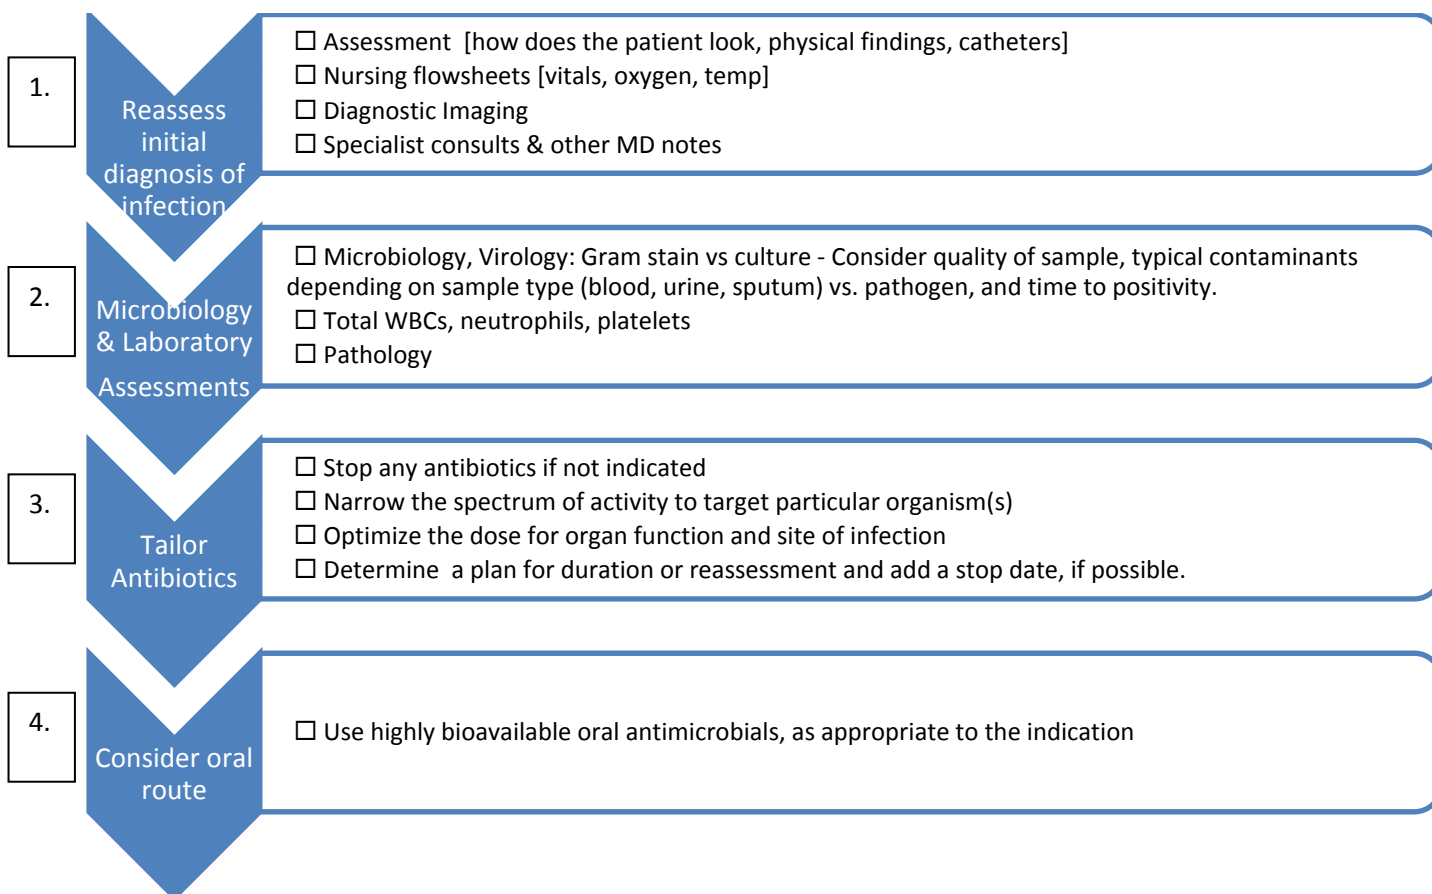 1.
Reassess
initial
diagnosis of
infection
☐ Assessment  [how does the patient look, physical findings, catheters]
☐ Nursing flowsheets [vitals, oxygen, temp]
☐ Diagnostic Imaging
☐ Specialist consults & other MD notes
2.
Microbiology
& Laboratory
Assessments
☐ Microbiology, Virology: Gram stain vs culture - Consider quality of sample, typical contaminants
depending on sample type (blood, urine, sputum) vs. pathogen, and time to positivity.
☐ Total WBCs, neutrophils, platelets
☐ Pathology
3.
Tailor
Antibiotics
☐ Stop any antibiotics if not indicated
☐ Narrow the spectrum of activity to target particular organism(s)
☐ Optimize the dose for organ function and site of infection
☐ Determine  a plan for duration or reassessment and add a stop date, if possible.
4.
Consider oral
route
☐ Use highly bioavailable oral antimicrobials, as appropriate to the indication